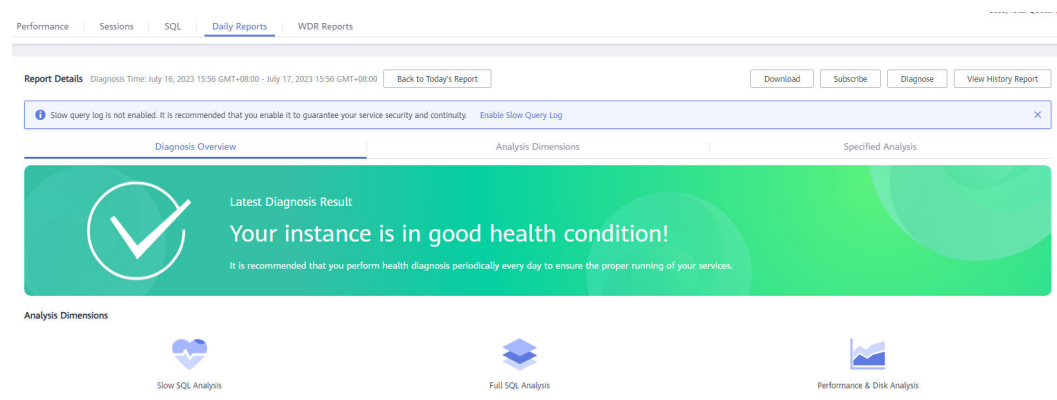 Performance Sessions SQL Daily Reports WDR Reports
Report Details Diagnosis Time: July 16, 2023 15:56 GMT+08:00 - July 17, 2023 15:56 GMT+08:00 Back to Today's Report Download Subscribe Diagnose View History Report
Slow query log is not enabled. It is recommended that you enable it to guarantee your service security and continuity. Enable Slow Query Log
Diagnosis Overview Analysis Dimensions Specified Analysis
Latest Diagnosis Result
Your instance is in good health condition!
It is recommended that you perform health diagnosis periodically every day to ensure the proper running of your services.
Analysis Dimensions
Slow SQL Analysis Full SQL Analysis Performance & Disk Analysis